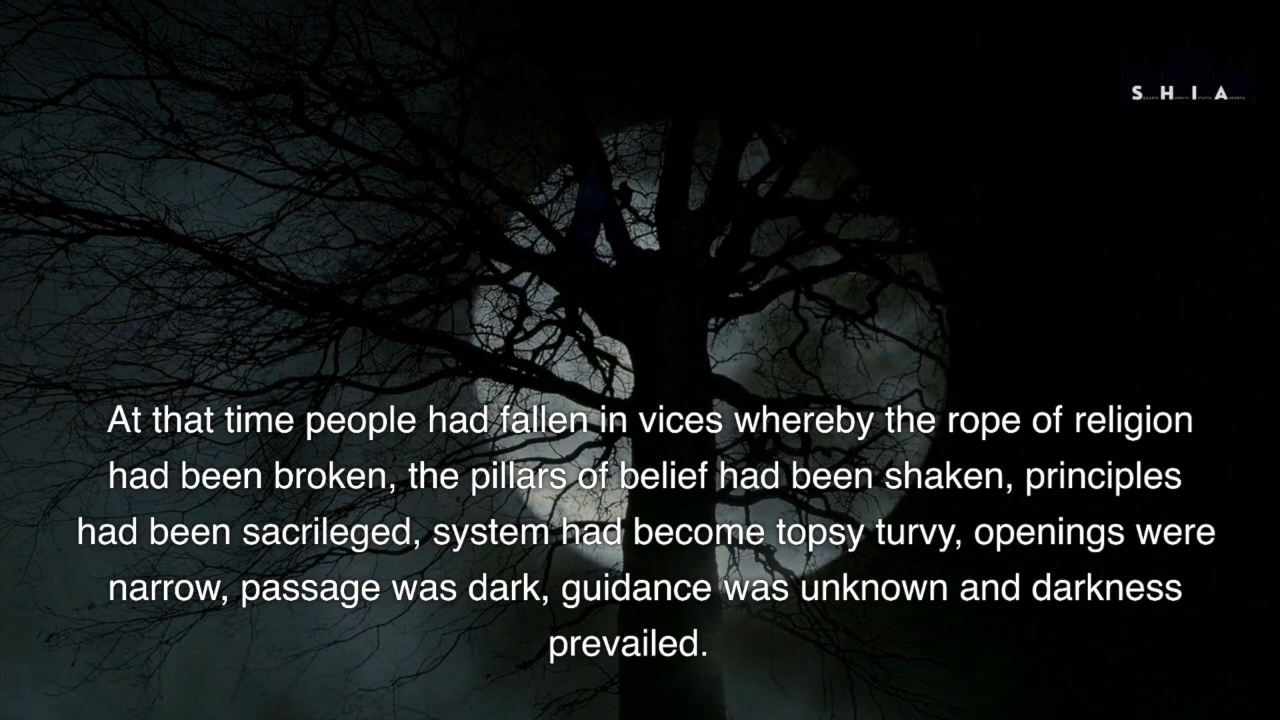 S H I A
At that time people had fallen in vices whereby the rope of religion
had been broken, the pillars of belief had been shaken, principles
had been sacrileged, system had become topsy turvy, openings were
narrow, passage was dark, guidance was unknown and darkness
prevailed.